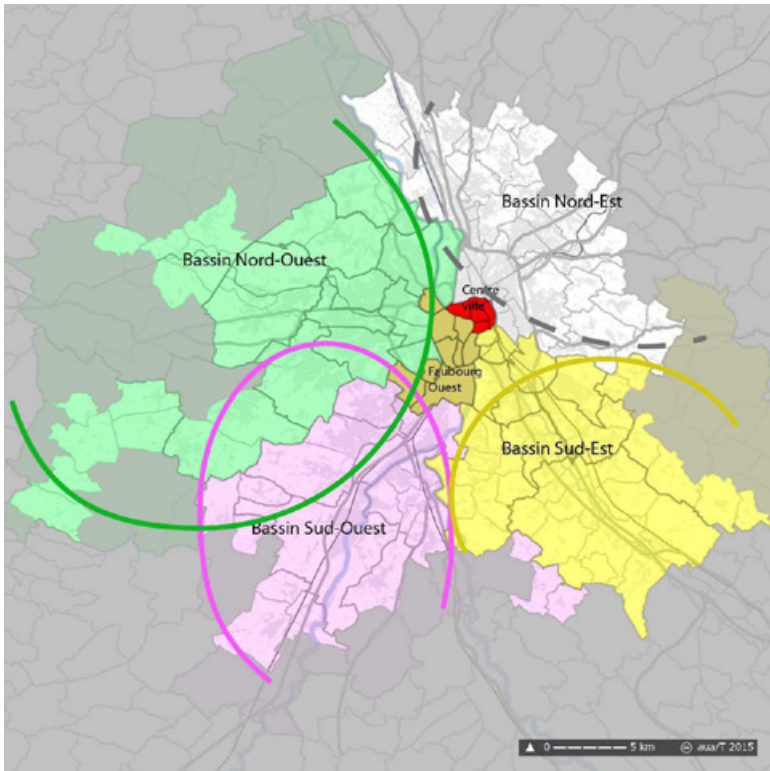 Bassin Nord-Est
Bassin Nord-Ouest
Centre
ville
Faubourg
Ouest
Bassin Sud-Est
Bassin Sud-Ouest
0 5 km aua/T 2015